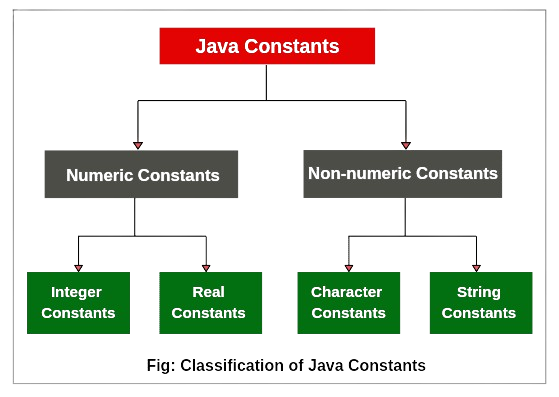 Java Constants
Numeric Constants
Non-numeric Constants
Integer
Constants
Real
Constants
Character
Constants
String
Constants
Fig: Classification of Java Constants